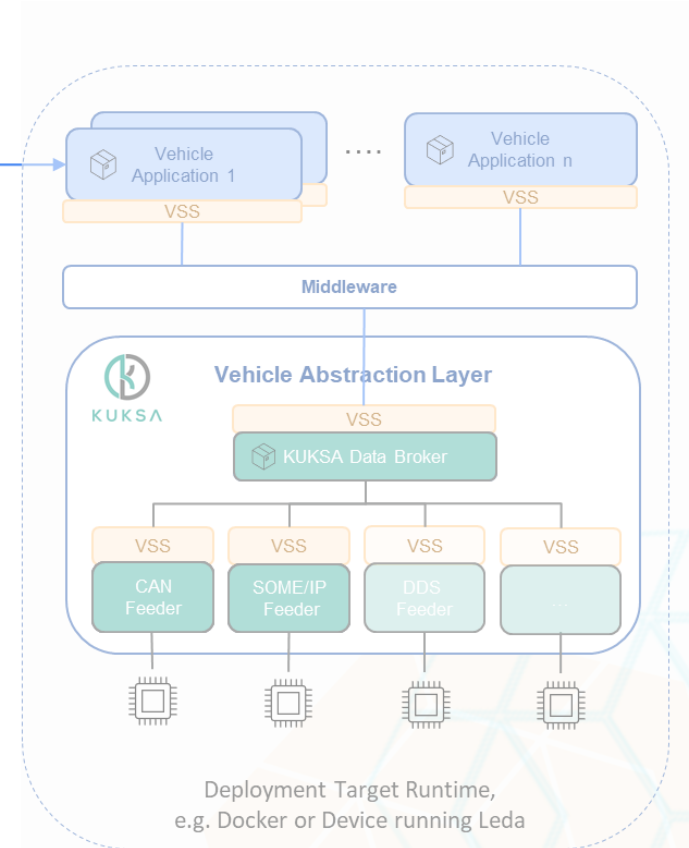 Vehicle
Application 1
....
Vehicle
Application n
VSS
VSS
Middleware
KUKSA
Vehicle Abstraction Layer
VSS
KUKSA Data Broker
VSS
VSS
VSS
VSS
CAN
Feeder
SOME/IP
Feeder
DDS
Feeder
...
Deployment Target Runtime,
e.g. Docker or Device running Leda